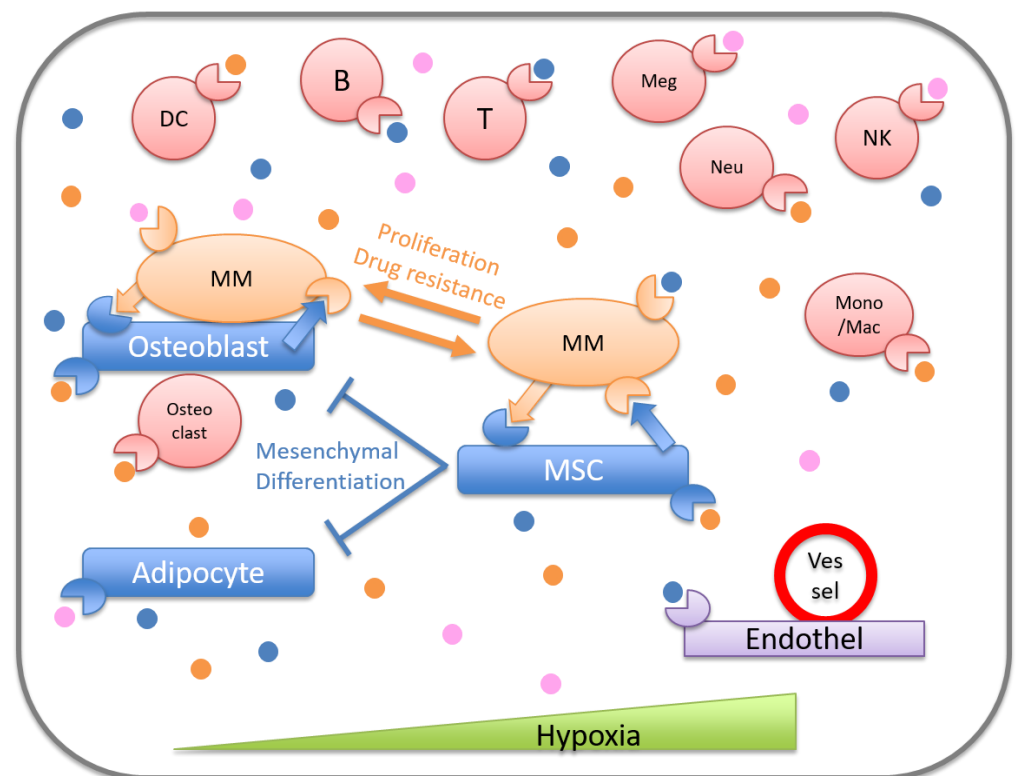 DC
B
T
Meg
NK
Neu
Proliferation
Drug resistance
MM
Mono
/Mac
MM
Osteoblast
Osteo
clast
Mesenchymal
Differentiation
MSC
Adipocyte
Ves
sel
Endothel
Hypoxia